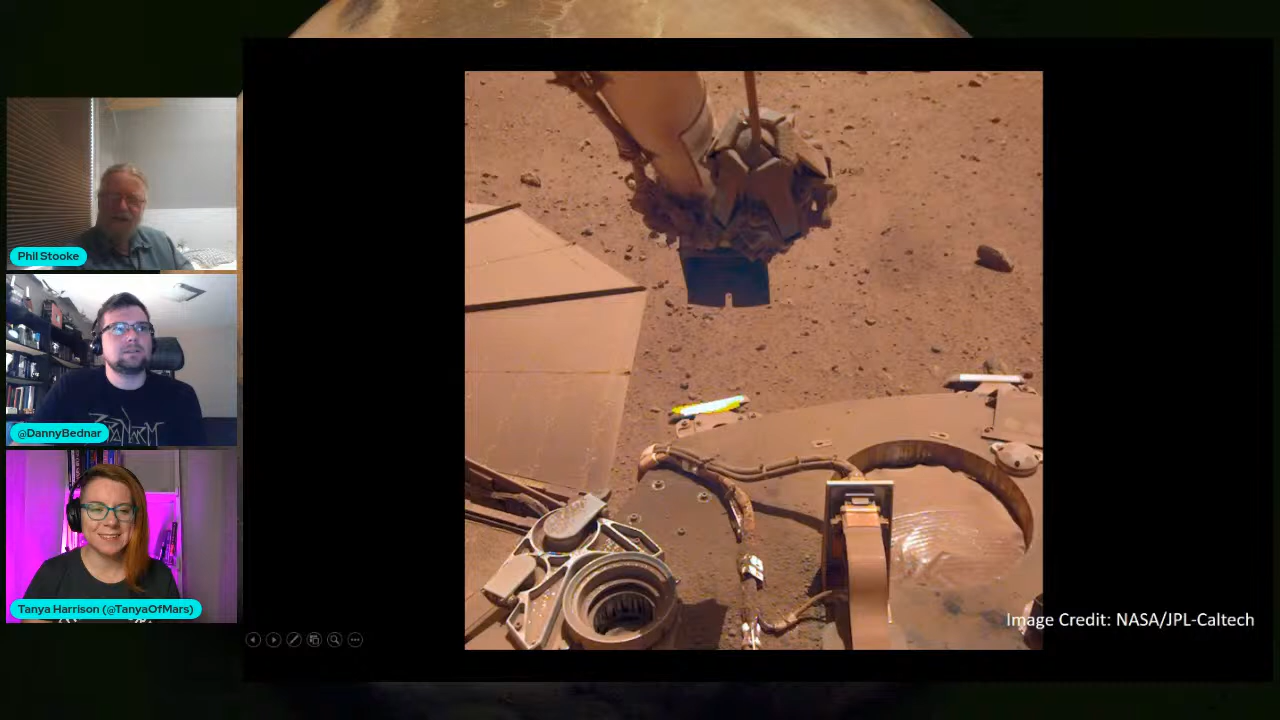 Phil Stooke
@DannyBednar
Tanya Harrison (@TanyaOfMars)
Image Credit: NASA/JPL-Caltech